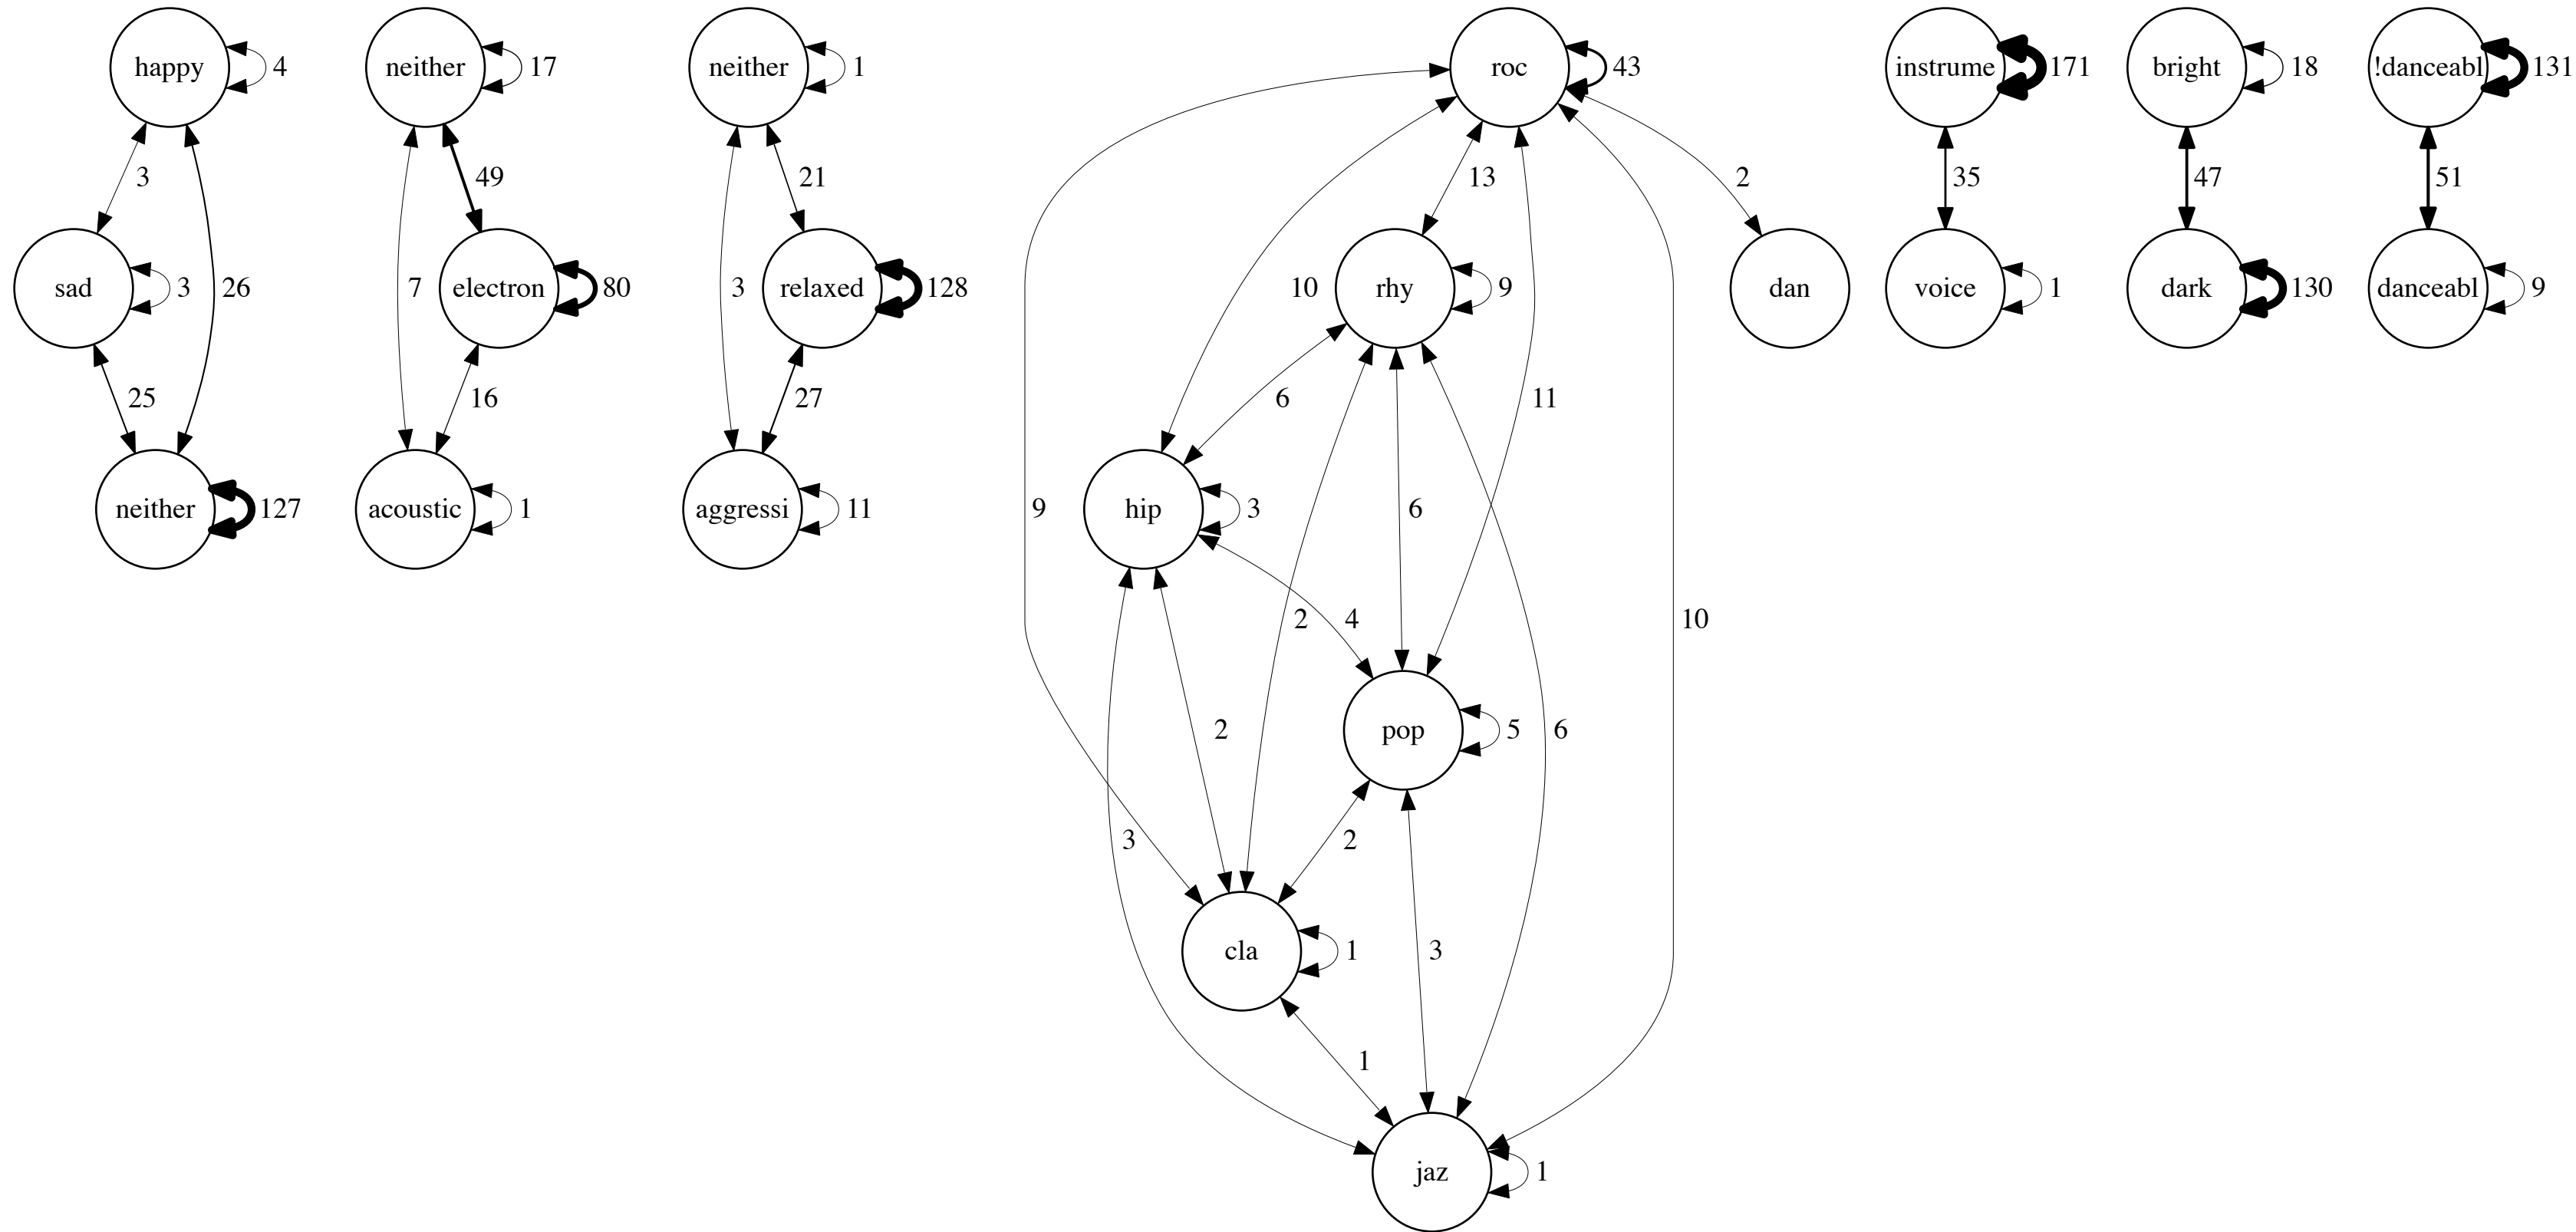 happy 4 neither 17 neither 1 roc 43 instrume 171 bright 18 !danceabl 131
3 49 21 13 2 35 47 51
sad 3 26 7 electron 80 3 relaxed 128 10 rhy 9 dan voice 1 dark 130 danceabl 9
25 16 27 6 11
neither 127 acoustic 1 aggressi 11 9 hip 3 6
2 4 10
2 pop 5 6
3 2
cla 1 3
1
jaz 1